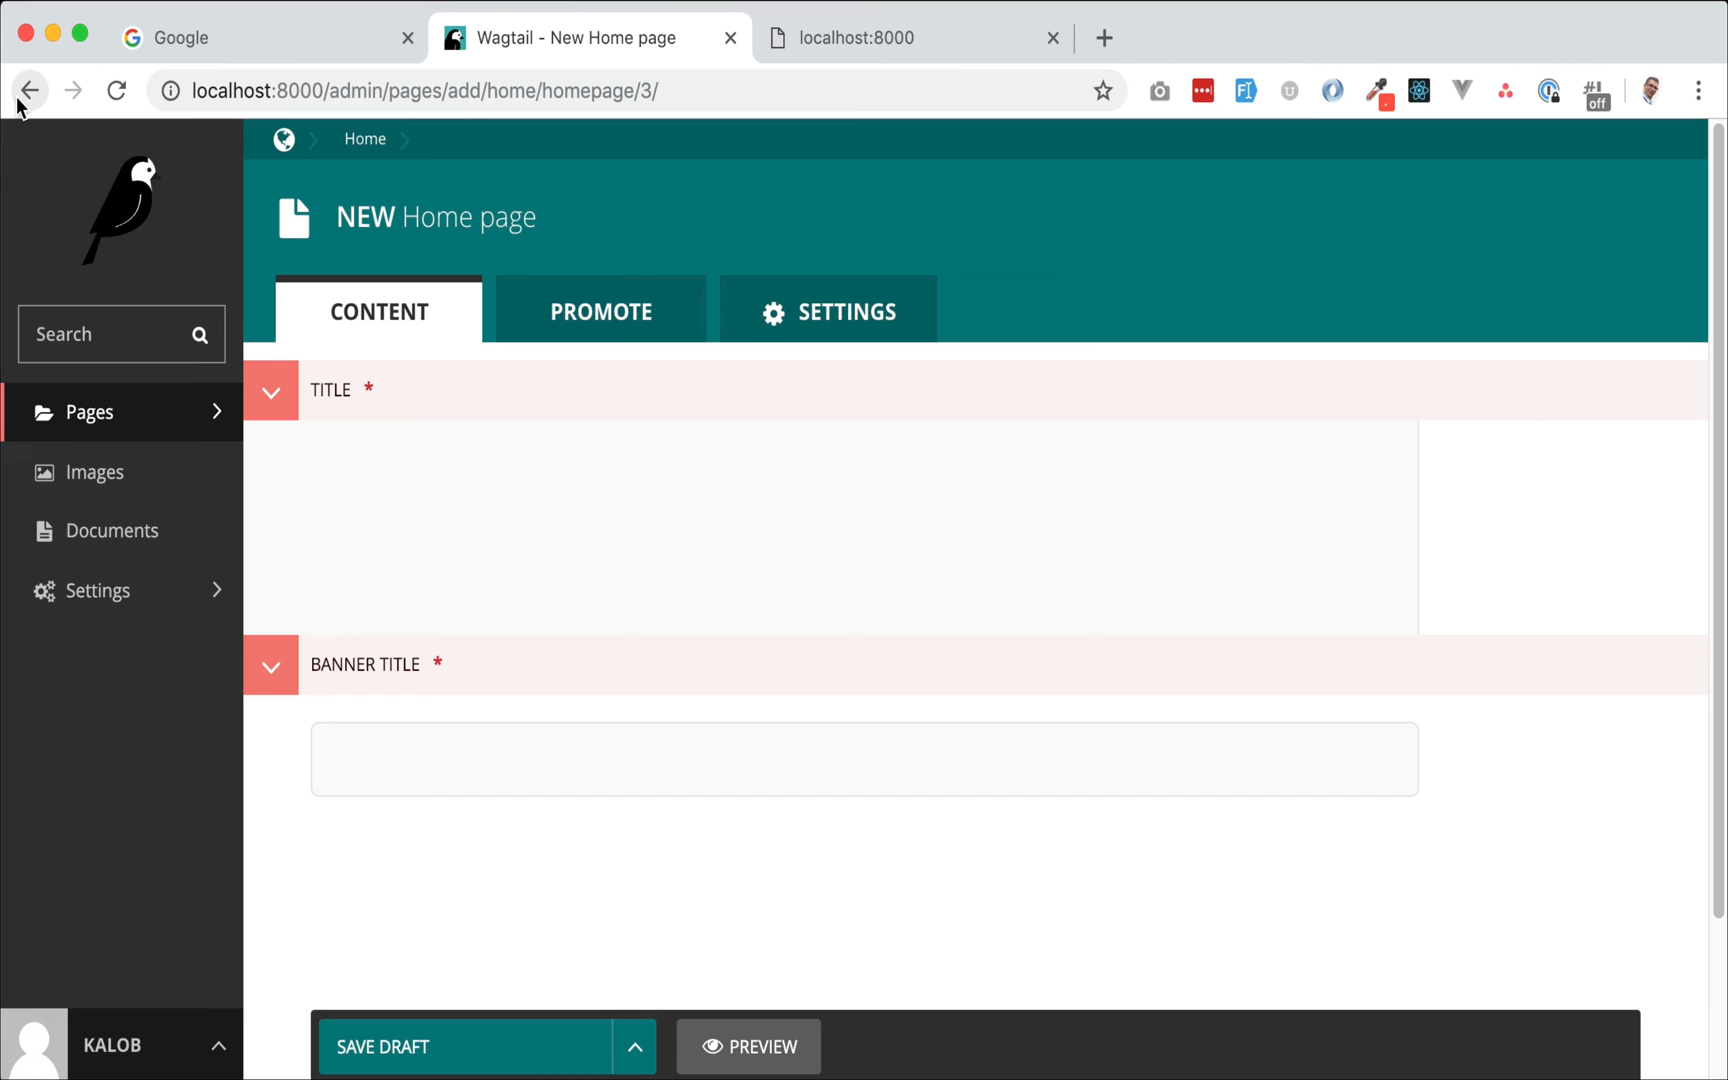 Google
Wagtail - New Home page
localhost:8000
localhost:8000/admin/pages/add/home/homepage/3/
off
Home
NEW Home page
CONTENT
PROMOTE
SETTINGS
Search
TITLE *
Pages
Images
Documents
Settings
BANNER TITLE *
KALOB
SAVE DRAFT
PREVIEW